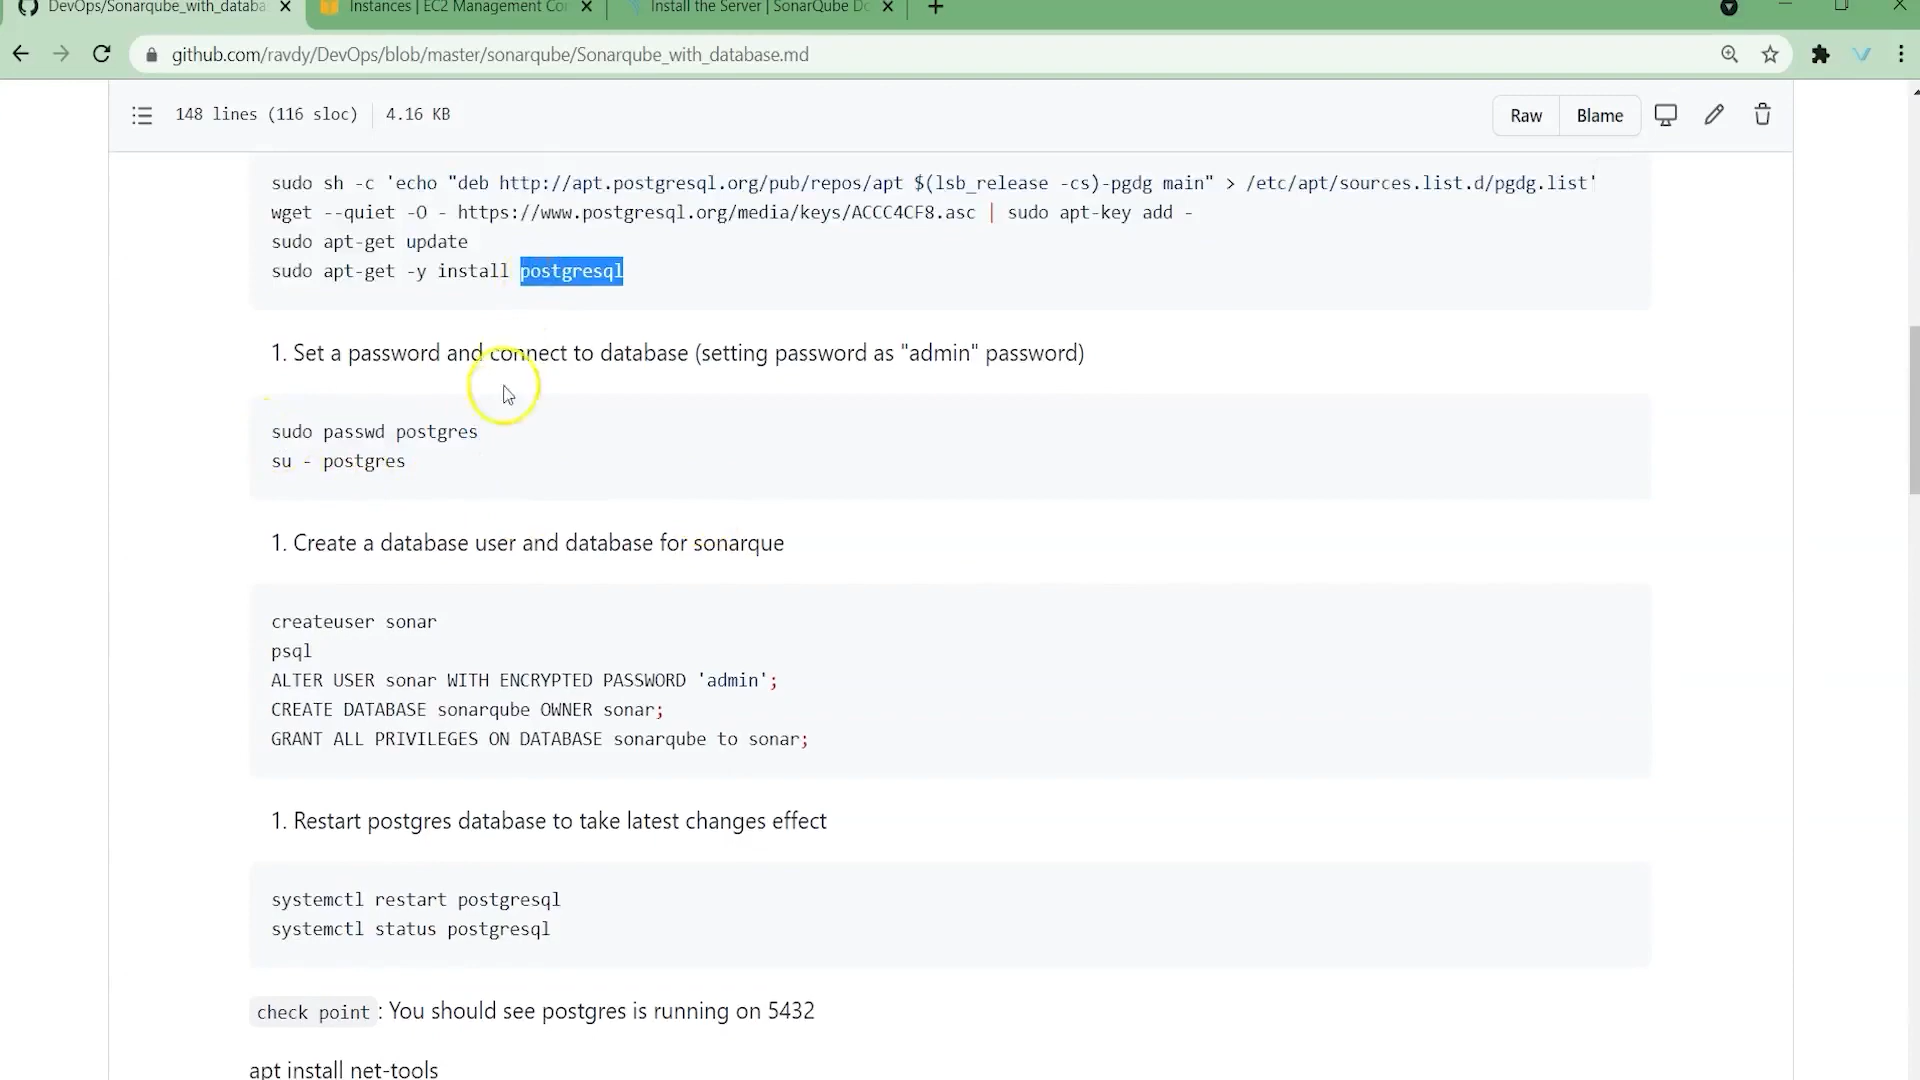 DevOps/Sonarqube_with_databa
Instances | EC2 Management Con
Install the Server | SonarQube Do
github.com/ravdy/DevOps/blob/master/sonarqube/Sonarqube_with_database.md
148 lines (116 sloc) 4.16 KB
Raw Blame
sudo sh -c 'echo "deb http://apt.postgresql.org/pub/repos/apt $(lsb_release -cs)-pgdg main" > /etc/apt/sources.list.d/pgdg.list'
wget --quiet -O - https://www.postgresql.org/media/keys/ACCC4CF8.asc | sudo apt-key add -
sudo apt-get update
sudo apt-get -y install postgresql
1. Set a password and connect to database (setting password as "admin" password)
sudo passwd postgres
su - postgres
1. Create a database user and database for sonarque
createuser sonar
psql
ALTER USER sonar WITH ENCRYPTED PASSWORD 'admin';
CREATE DATABASE sonarqube OWNER sonar;
GRANT ALL PRIVILEGES ON DATABASE sonarqube to sonar;
1. Restart postgres database to take latest changes effect
systemctl restart postgresql
systemctl status postgresql
check point : You should see postgres is running on 5432
apt install net-tools